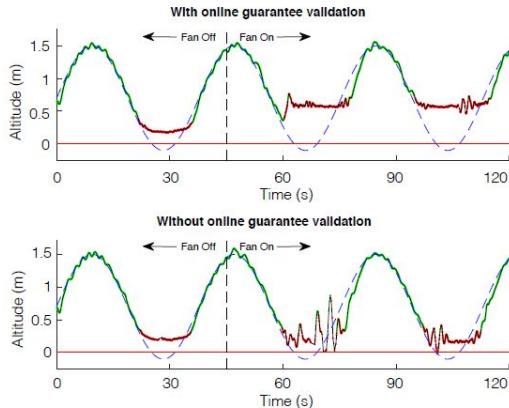 With online guarantee validation
Fan Off Fan On
Altitude (m)
1.5
1
0.5
0
0 30 60 90 120
Time (s)
Without online guarantee validation
Fan Off Fan On
Altitude (m)
1.5
1
0.5
0
0 30 60 90 120
Time (s)